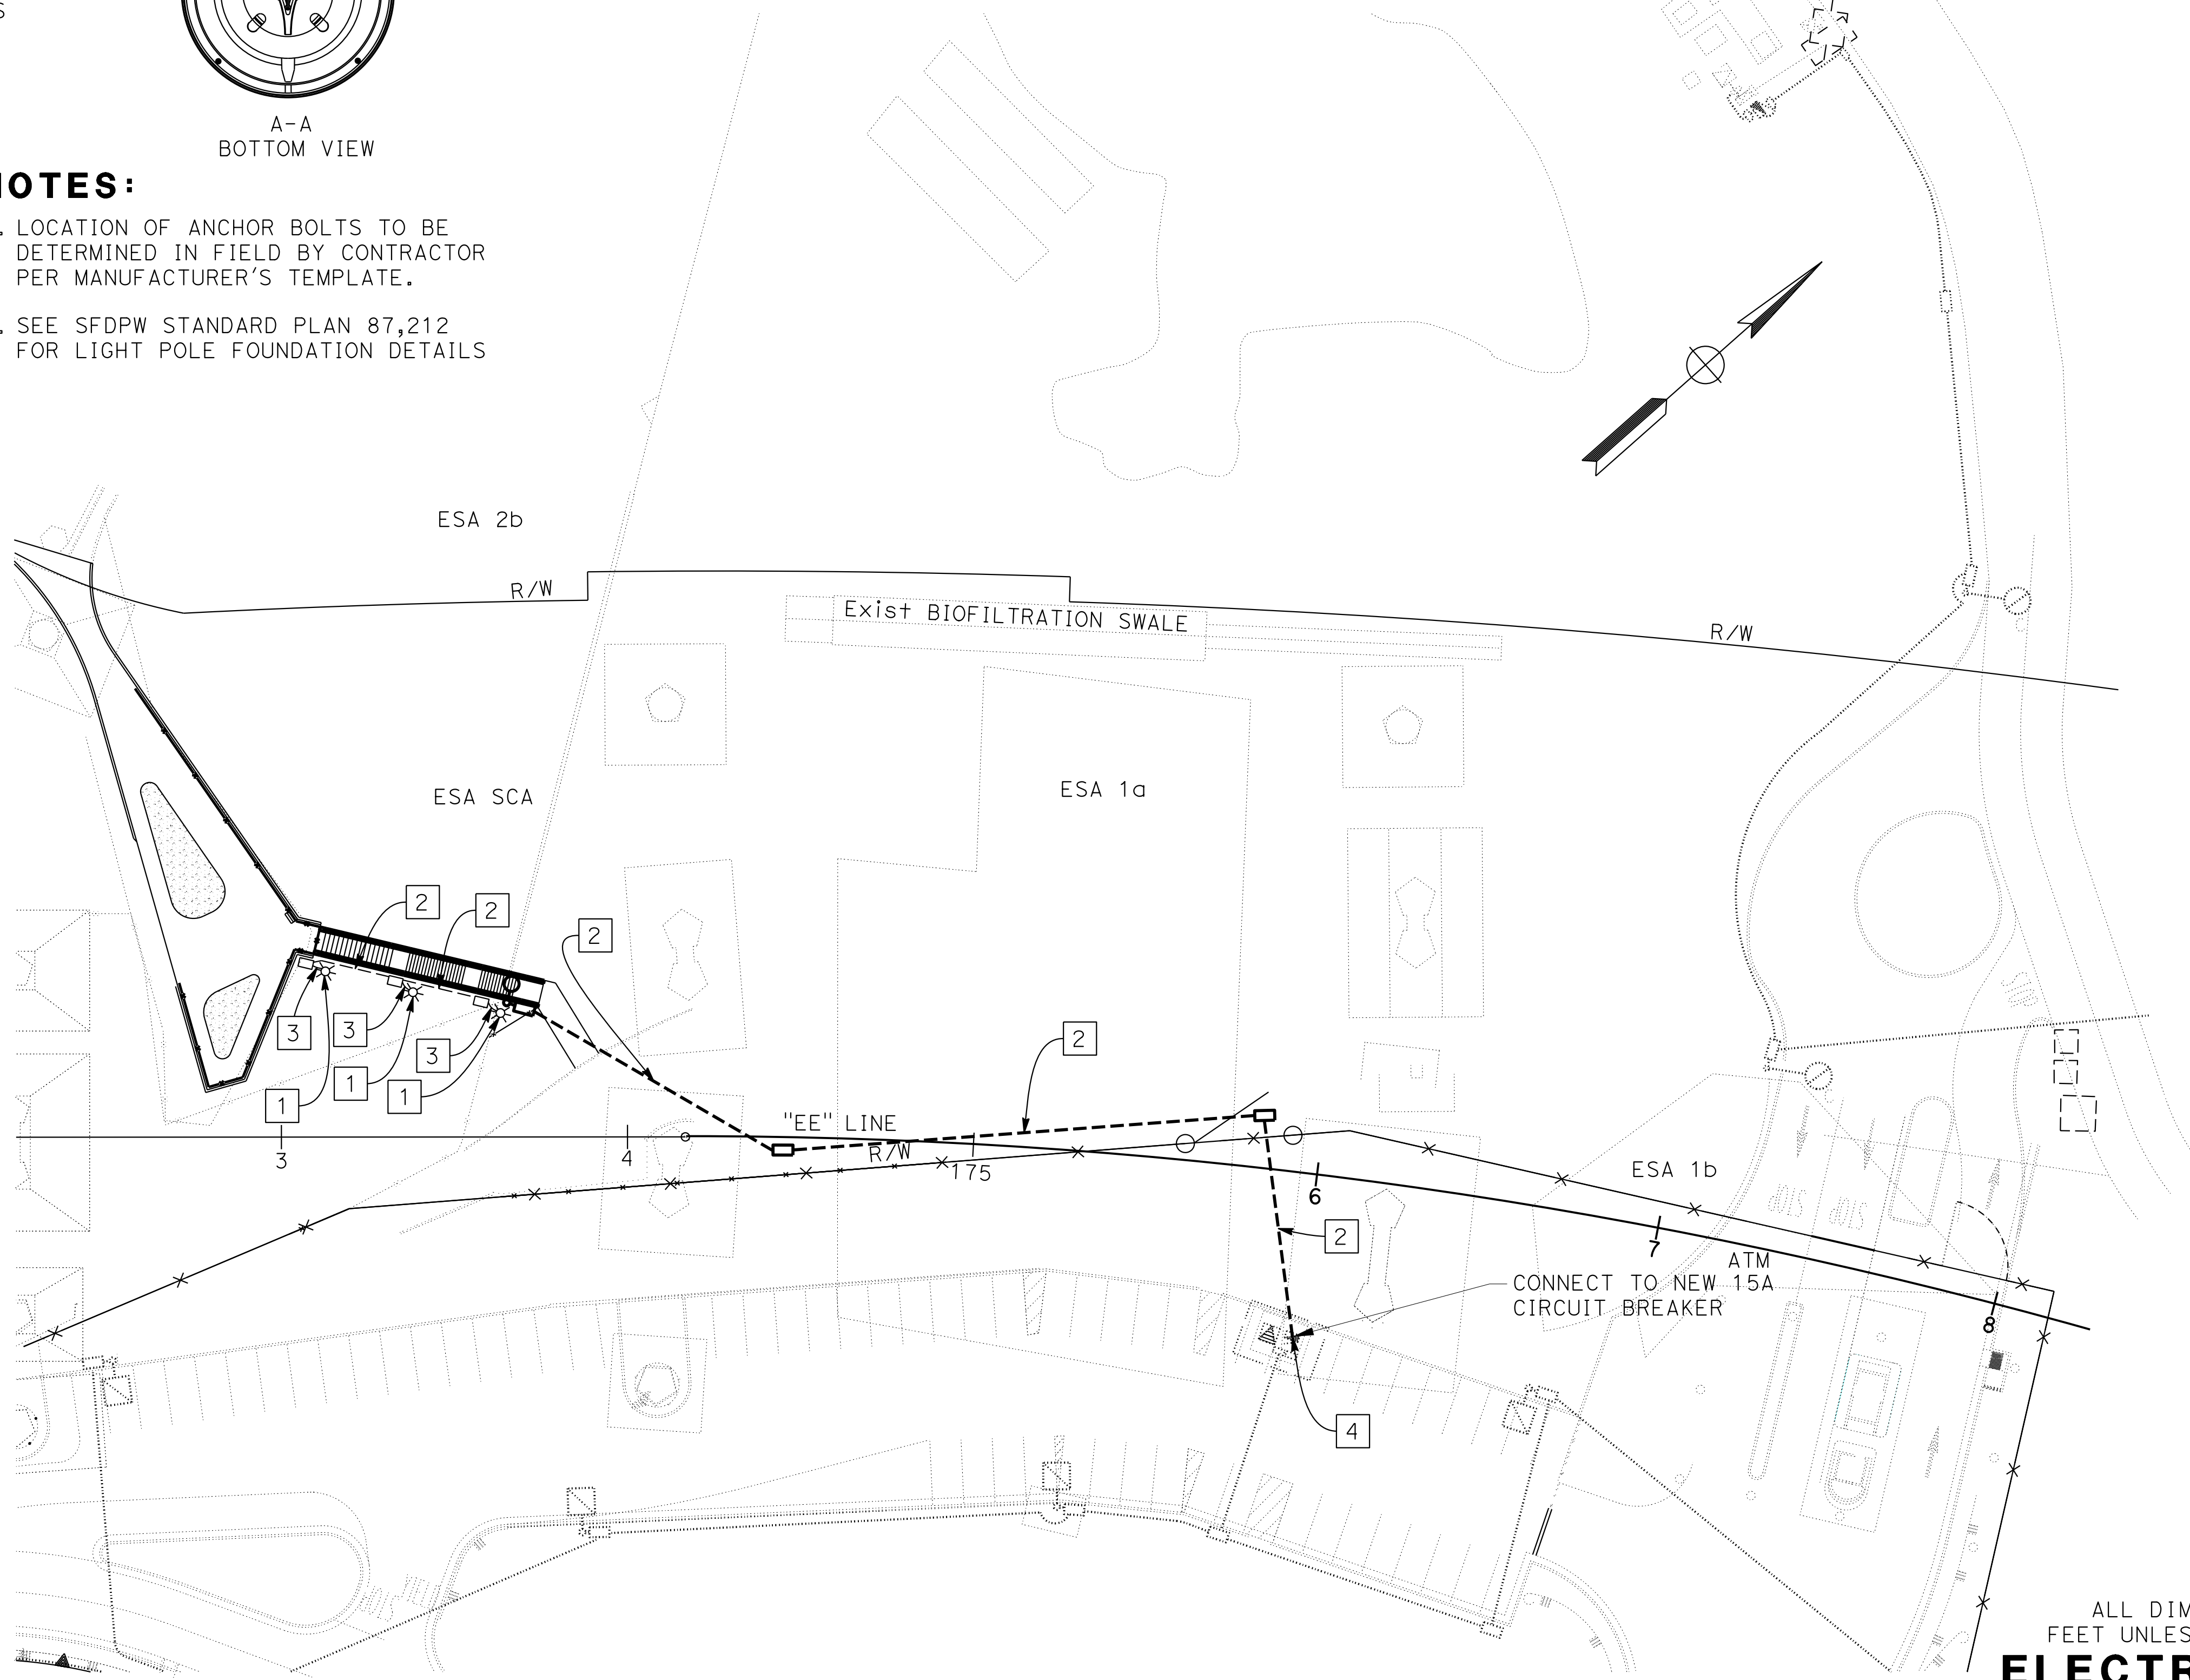 S
A-A
BOTTOM VIEW
NOTES:
. LOCATION OF ANCHOR BOLTS TO BE
DETERMINED IN FIELD BY CONTRACTOR
PER MANUFACTURER'S TEMPLATE.
. SEE SFDPW STANDARD PLAN 87,212
FOR LIGHT POLE FOUNDATION DETAILS
ESA 2b
R/W
Exist BIOFILTRATION SWALE
R/W
ESA SCA
ESA 1a
2
2
2
3
3
3
1
1
1
2
"EE" LINE
R/W
3
4
175
6
7
8
ESA 1b
2
ATM
CONNECT TO NEW 15A
CIRCUIT BREAKER
4
STOP
STOP
ALL DIM
FEET UNLES
ELECTR